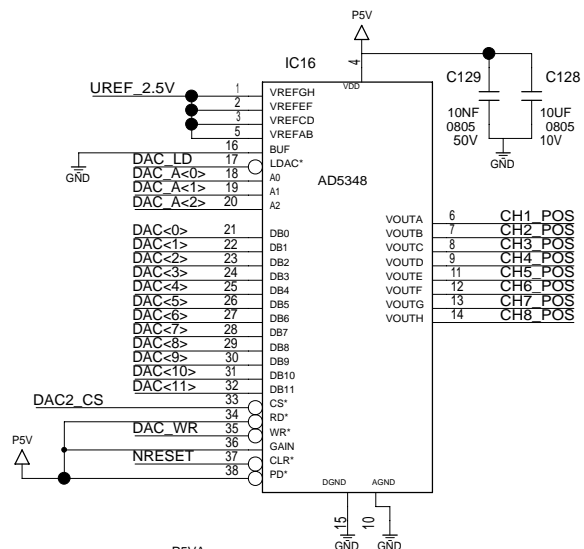 P5V
IC16
4
VDD
C129
C128
10NF
0805
50V
10UF
0805
10V
GND
UREF_2.5V
1 VREFGH
2 VREFEF
3 VREFCD
5 VREFAB
16 BUF
GND
DAC_LD 17 LDAC*
DAC_A<0> 18 A0
DAC_A<1> 19 A1
DAC_A<2> 20 A2
AD5348
VOUTA 6 CH1_POS
VOUTB 7 CH2_POS
VOUTC 8 CH3_POS
VOUTD 9 CH4_POS
VOUTE 11 CH5_POS
VOUTF 12 CH6_POS
VOUTG 13 CH7_POS
VOUTH 14 CH8_POS
DAC<0> 21 DB0
DAC<1> 22 DB1
DAC<2> 23 DB2
DAC<3> 24 DB3
DAC<4> 25 DB4
DAC<5> 26 DB5
DAC<6> 27 DB6
DAC<7> 28 DB7
DAC<8> 29 DB8
DAC<9> 30 DB9
DAC<10> 31 DB10
DAC<11> 32 DB11
DAC2_CS 33 CS*
34 RD*
DAC_WR 35 WR*
P5V
36 GAIN
NRESET 37 CLR*
38 PD*
DGND AGND
15 10
GND GND
P5VA